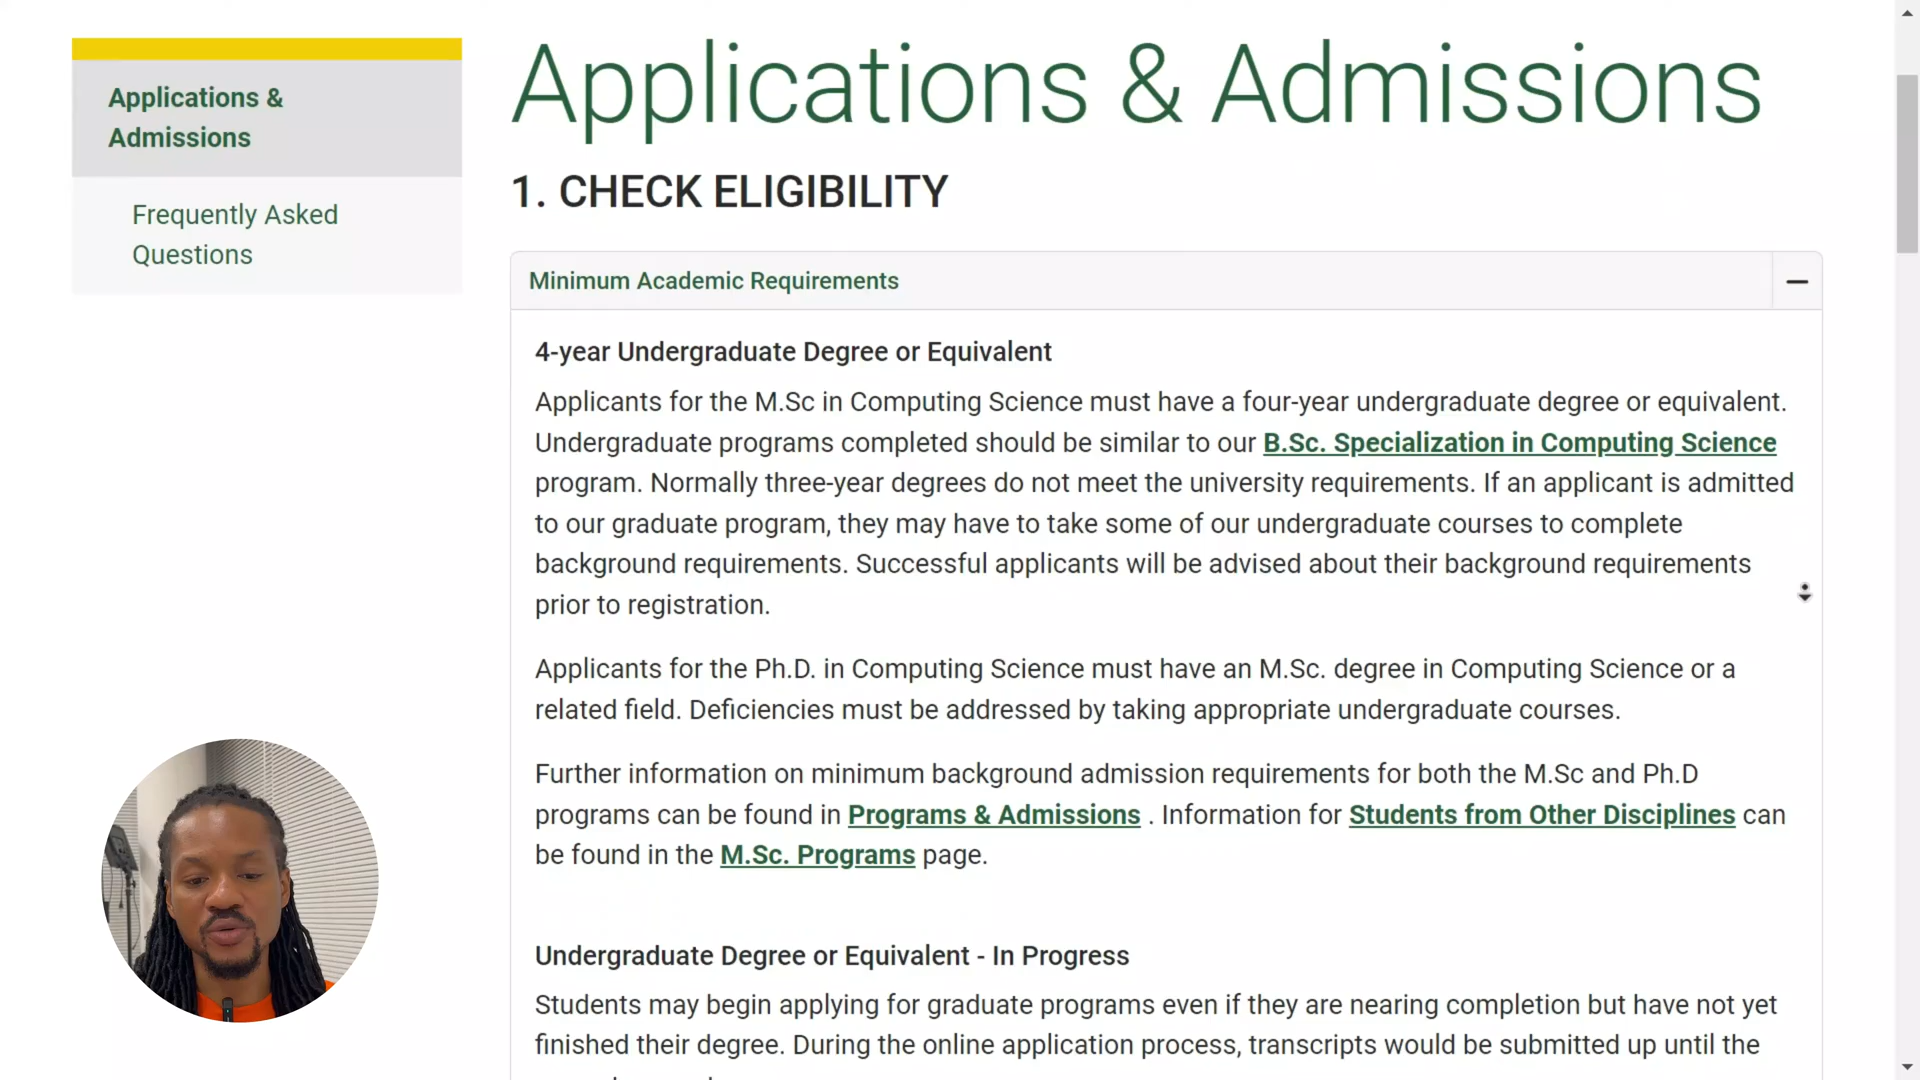 Applications &
Admissions
Frequently Asked
Questions
Applications & Admissions
1. CHECK ELIGIBILITY
Minimum Academic Requirements
4-year Undergraduate Degree or Equivalent
Applicants for the M.Sc in Computing Science must have a four-year undergraduate degree or equivalent.
Undergraduate programs completed should be similar to our B.Sc. Specialization in Computing Science
program. Normally three-year degrees do not meet the university requirements. If an applicant is admitted
to our graduate program, they may have to take some of our undergraduate courses to complete
background requirements. Successful applicants will be advised about their background requirements
prior to registration.
Applicants for the Ph.D. in Computing Science must have an M.Sc. degree in Computing Science or a
related field. Deficiencies must be addressed by taking appropriate undergraduate courses.
Further information on minimum background admission requirements for both the M.Sc and Ph.D
programs can be found in Programs & Admissions . Information for Students from Other Disciplines can
be found in the M.Sc. Programs page.
Undergraduate Degree or Equivalent - In Progress
Students may begin applying for graduate programs even if they are nearing completion but have not yet
finished their degree. During the online application process, transcripts would be submitted up until the